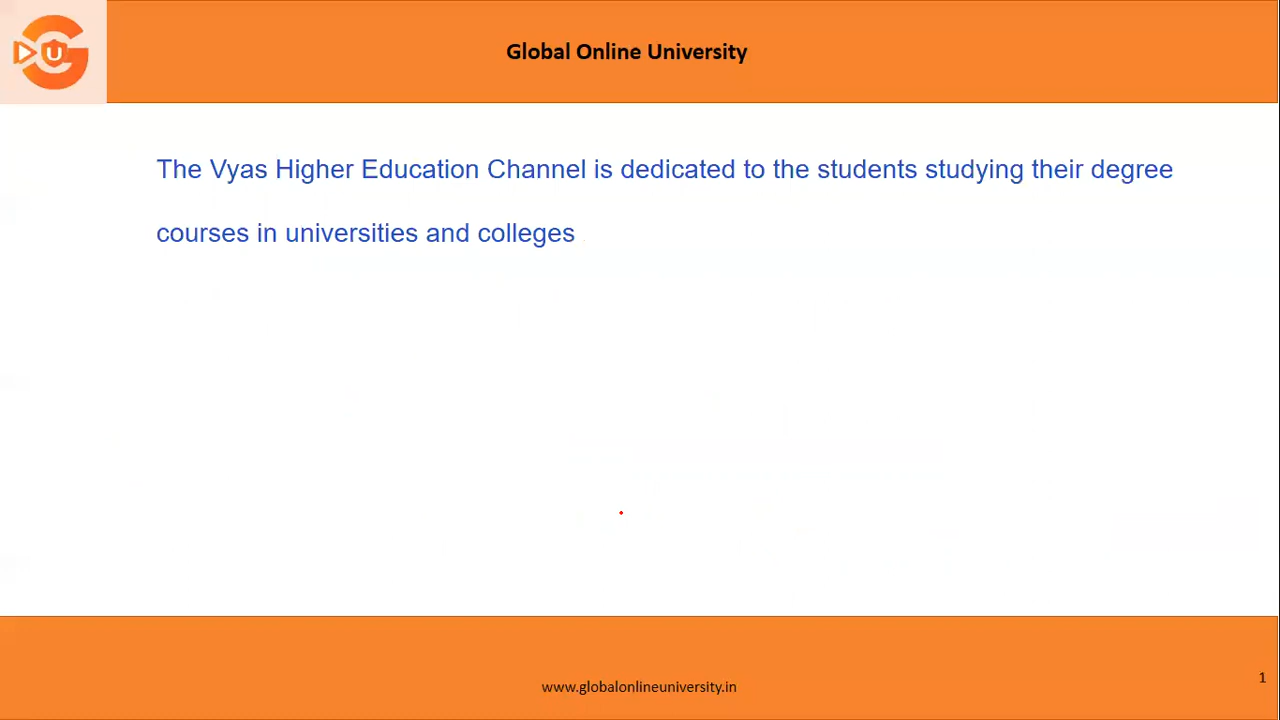 U
Global Online University
The Vyas Higher Education Channel is dedicated to the students studying their degree
courses in universities and colleges
www.globalonlineuniversity.in
1